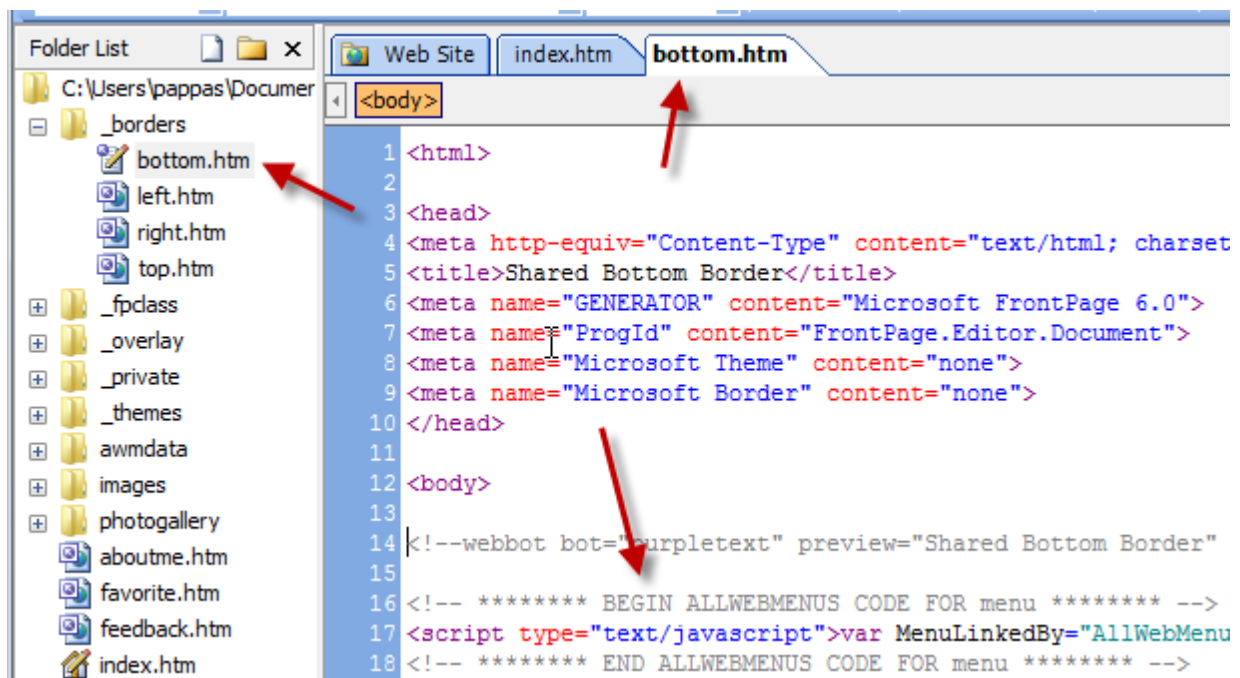 Folder List
C:\Users\pappas\Documer
_borders
bottom.htm
left.htm
right.htm
top.htm
_fpclass
_overlay
_private
_themes
awmdata
images
photogallery
aboutme.htm
favorite.htm
feedback.htm
index.htm
Web Site index.htm bottom.htm
<body>
1 <html>
2
3 <head>
4 <meta http-equiv="Content-Type" content="text/html; charset
5 <title>Shared Bottom Border</title>
6 <meta name="GENERATOR" content="Microsoft FrontPage 6.0">
7 <meta name="ProgId" content="FrontPage.Editor.Document">
8 <meta name="Microsoft Theme" content="none">
9 <meta name="Microsoft Border" content="none">
10 </head>
11
12 <body>
13
14 <!--webbot bot="purpletext" preview="Shared Bottom Border"
15
16 <!-- ******** BEGIN ALLWEBMENUS CODE FOR menu ******** -->
17 <script type="text/javascript">var MenuLinkedBy="AllWebMenu
18 <!-- ******** END ALLWEBMENUS CODE FOR menu ******** -->